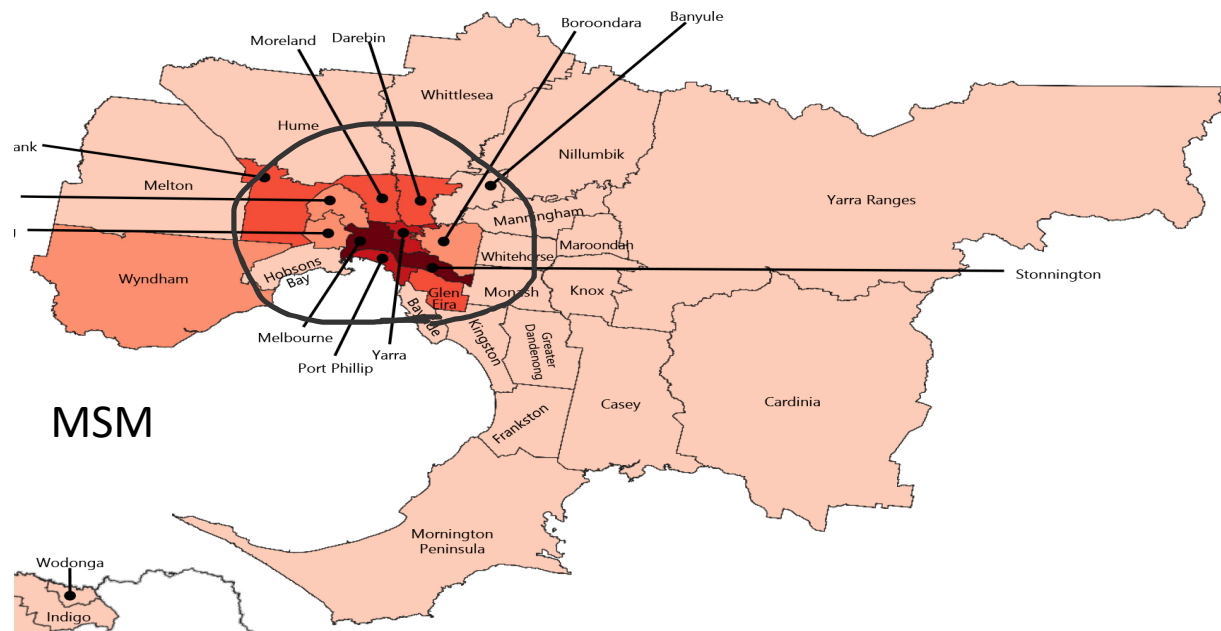 Banyule
Boroondara
Darebin
Moreland
Whittlesea
Hume
ank
Nillumbik
Melton
Yarra Ranges
Manningham
Maroondah
Whitehorse
Hobsons
Bay
Wyndham
Stonnington
Glen
Eira
Monash
Knox
Melbourne
Port Phillip
Yarra
Kingston
Greater
Dandenong
MSM
Casey
Cardinia
Frankston
Mornington
Peninsula
Wodonga
Indigo